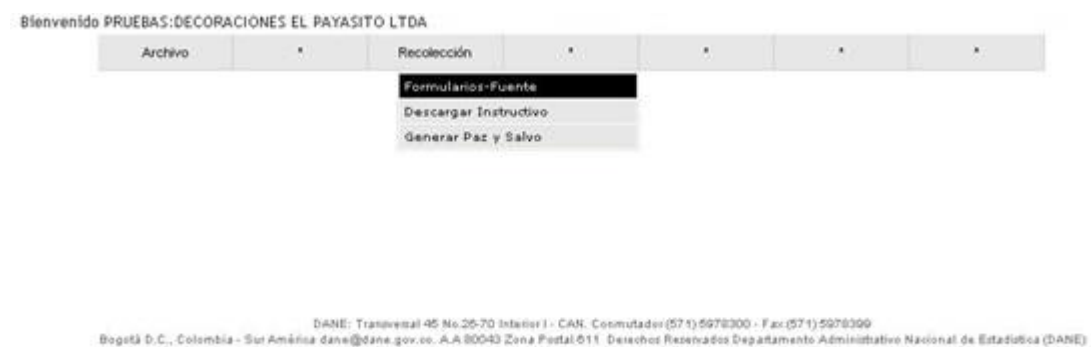 Bienvenido PRUEBAS:DECORACIONES EL PAYASITO LTDA
Archivo * Recolección * * * *
Formularios-Fuente
Descargar Instructivo
Generar Paz y Salvo
DANE: Transversal 45 No.26-70 Interior I - CAN. Conmutador (571) 5978300 - Fax (571) 5978399
Bogotá D.C., Colombia - Sur América dane@dane.gov.co. A.A 80043 Zona Postal 611 Derechos Reservados Departamento Administrativo Nacional de Estadística (DANE)